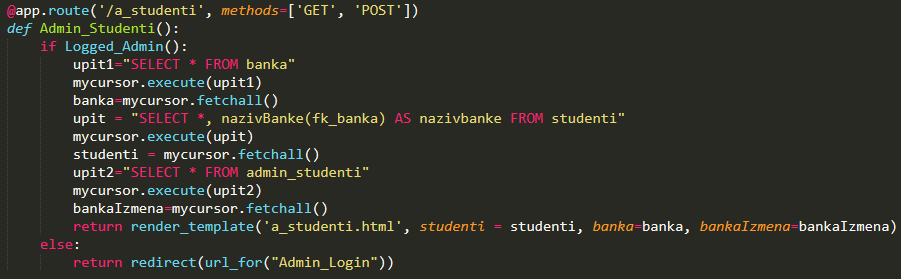 @app.route('/a_studenti', methods=['GET', 'POST'])
def Admin_Studenti():
    if Logged_Admin():
        upit1="SELECT * FROM banka"
        mycursor.execute(upit1)
        banka=mycursor.fetchall()
        upit = "SELECT *, nazivBanke(fk_banka) AS nazivbanke FROM studenti"
        mycursor.execute(upit)
        studenti = mycursor.fetchall()
        upit2="SELECT * FROM admin_studenti"
        mycursor.execute(upit2)
        bankaIzmena=mycursor.fetchall()
        return render_template('a_studenti.html', studenti = studenti, banka=banka, bankaIzmena=bankaIzmena)
    else:
        return redirect(url_for("Admin_Login"))